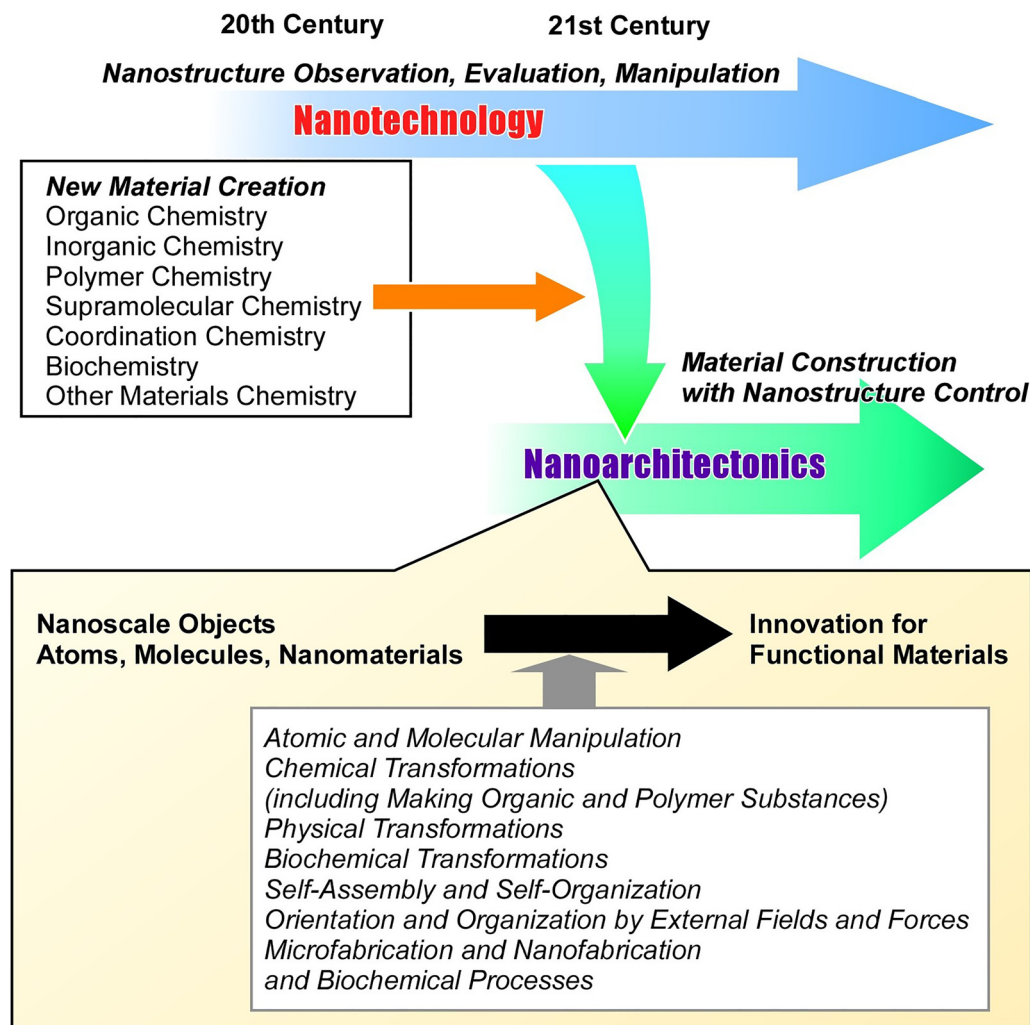 20th Century
21st Century
Nanostructure Observation, Evaluation, Manipulation
Nanotechnology
New Material Creation
Organic Chemistry
Inorganic Chemistry
Polymer Chemistry
Supramolecular Chemistry
Coordination Chemistry
Biochemistry
Other Materials Chemistry
Material Construction
with Nanostructure Control
Nanoarchitectonics
Nanoscale Objects
Atoms, Molecules, Nanomaterials
Innovation for
Functional Materials
Atomic and Molecular Manipulation
Chemical Transformations
(including Making Organic and Polymer Substances)
Physical Transformations
Biochemical Transformations
Self-Assembly and Self-Organization
Orientation and Organization by External Fields and Forces
Microfabrication and Nanofabrication
and Biochemical Processes